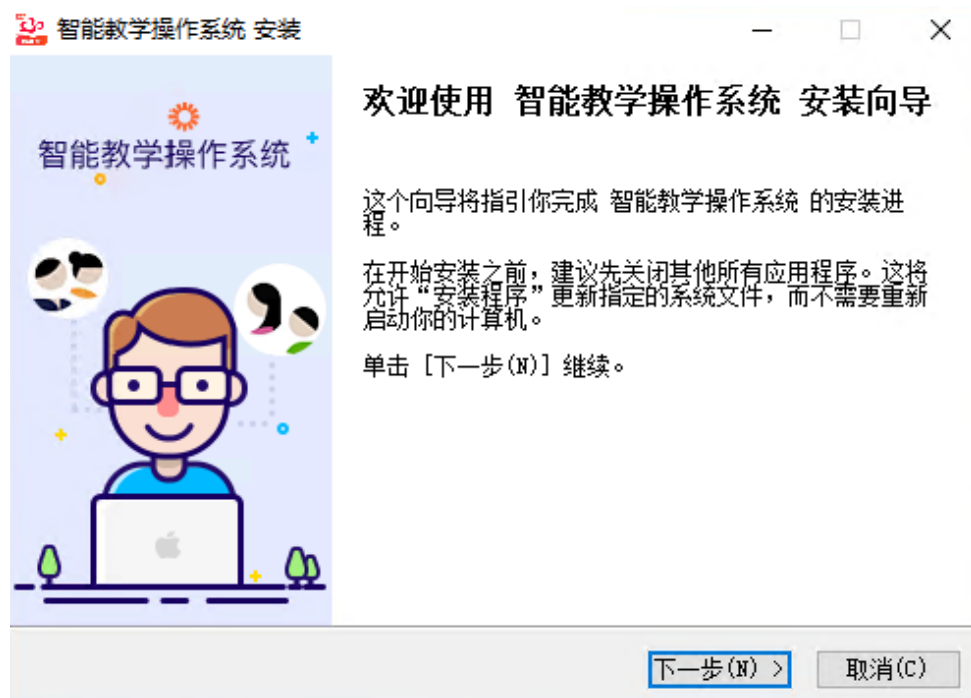 智能教学操作系统 安装
智能教学操作系统
欢迎使用 智能教学操作系统 安装向导
这个向导将指引你完成 智能教学操作系统 的安装进
程。
在开始安装之前，建议先关闭其他所有应用程序。这将
允许“安装程序”更新指定的系统文件，而不需要重新
启动你的计算机。
单击 [下一步(N)] 继续。
下一步(N) >
取消(C)